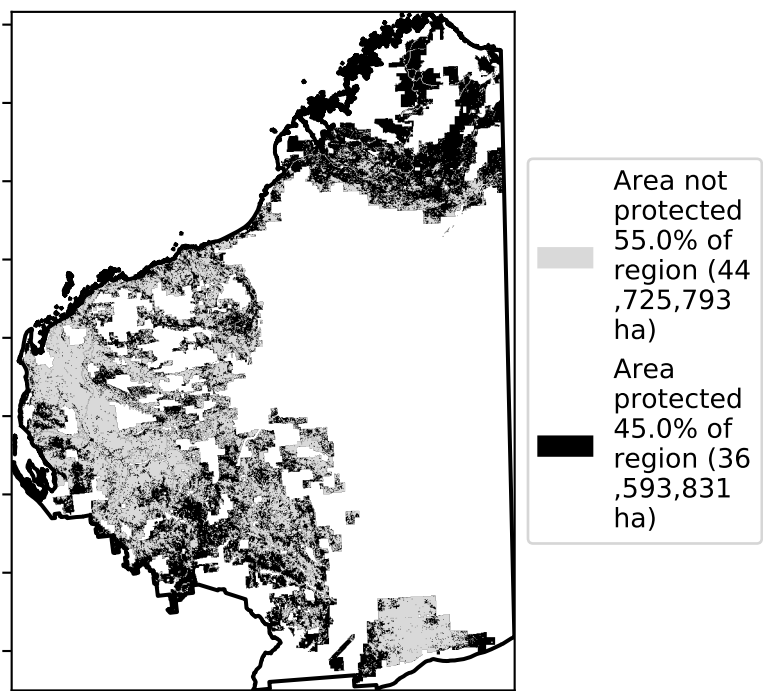 Area not
protected
55.0% of
region (44
,725,793
ha)
Area
protected
45.0% of
region (36
,593,831
ha)